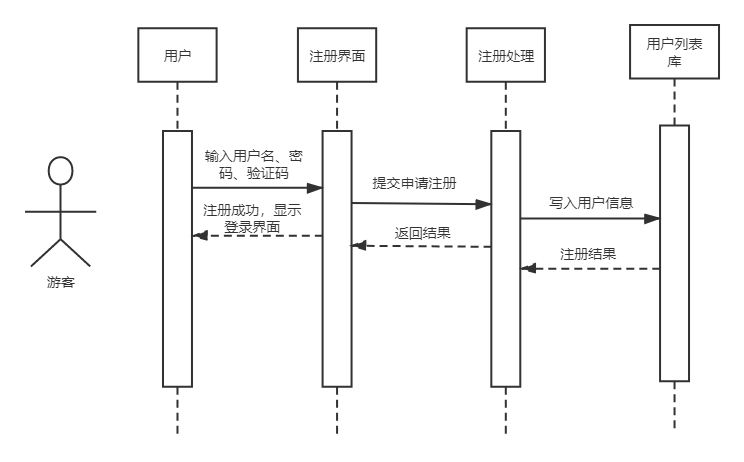 用户
注册界面
注册处理
用户列表
库
输入用户名、密
码、验证码
提交申请注册
写入用户信息
注册成功，显示
登录界面
返回结果
注册结果
游客